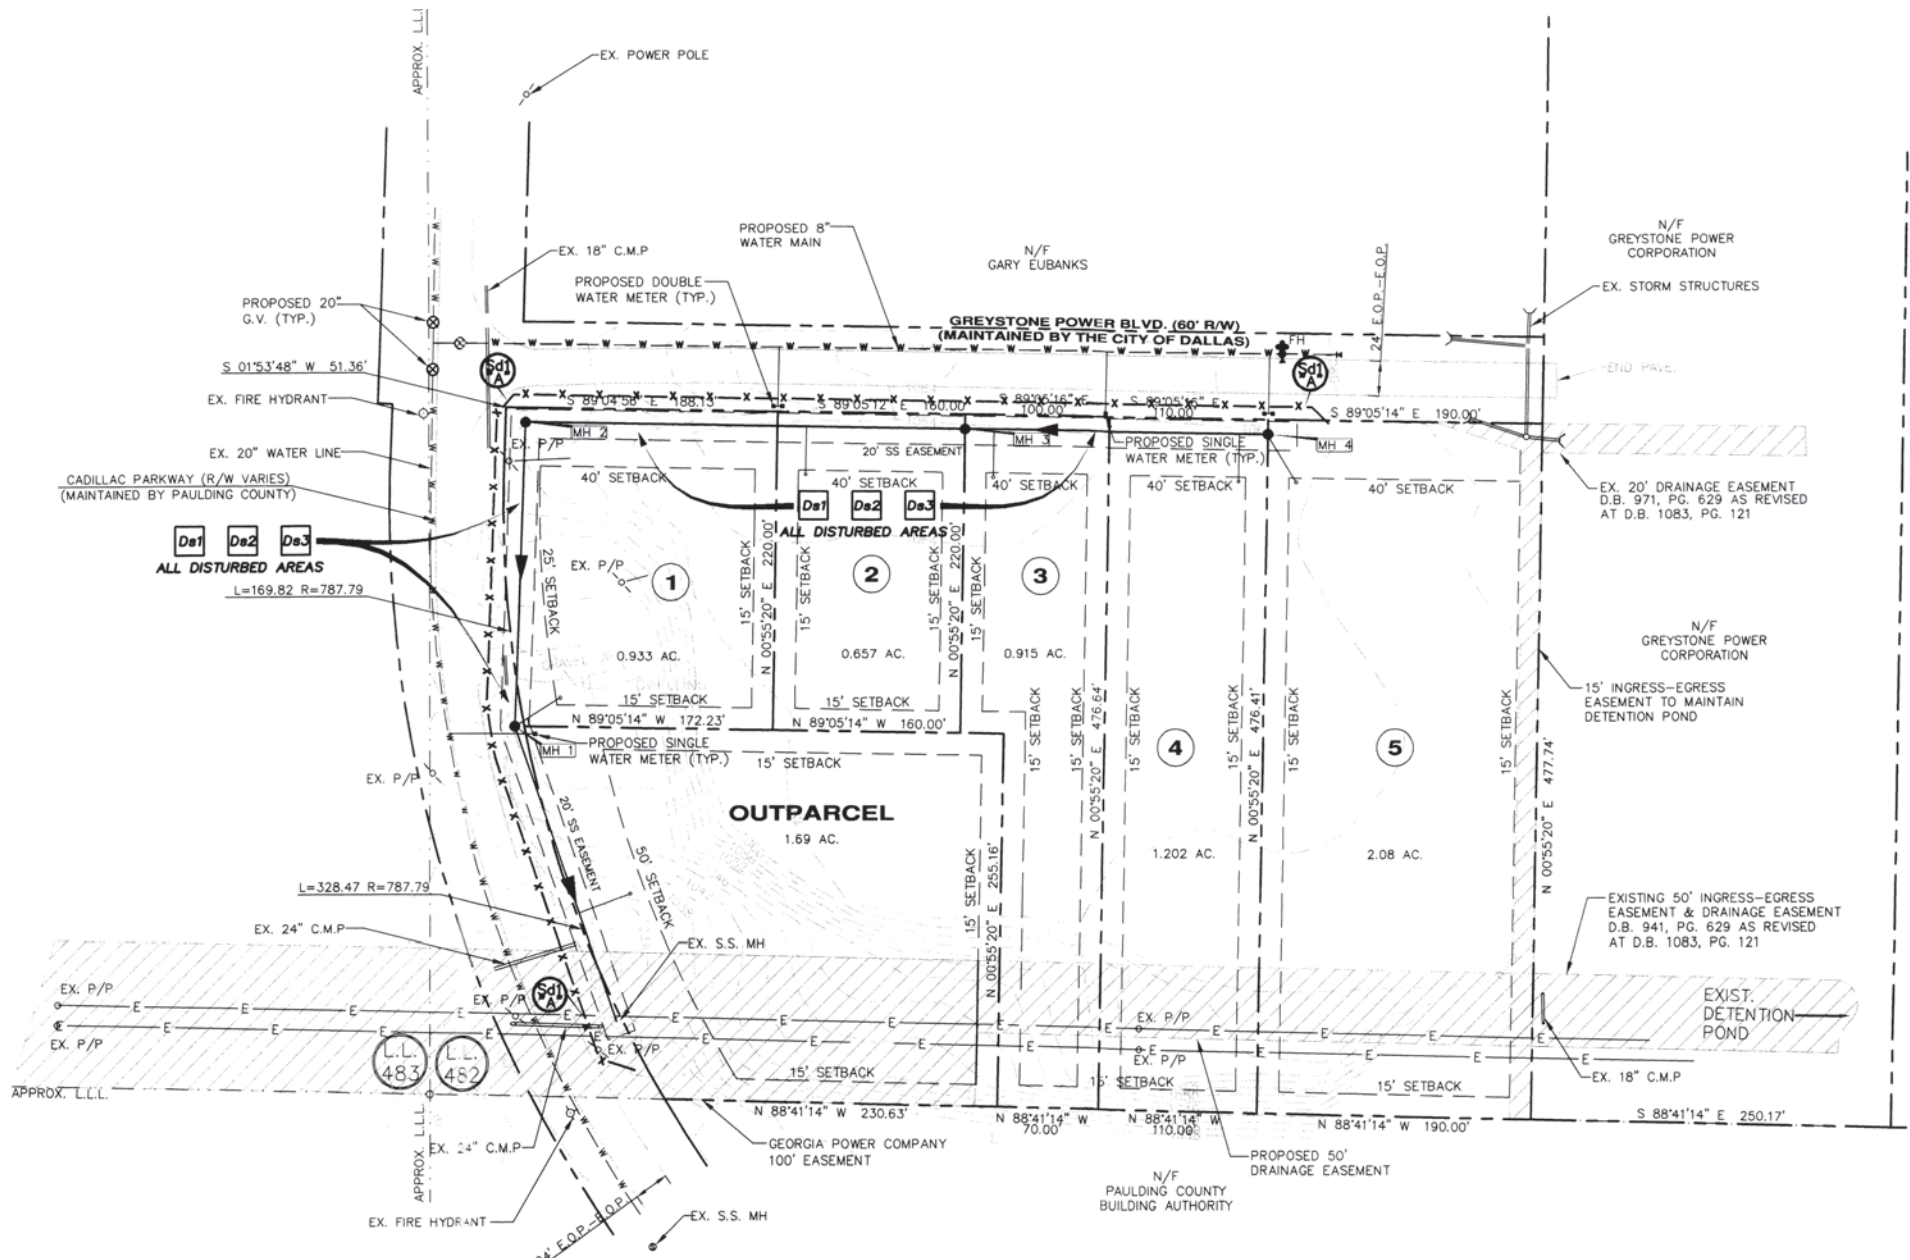 APPROX. L.L.L
EX. POWER POLE
PROPOSED 8"
WATER MAIN
N/F
GARY EUBANKS
N/F
GREYSTONE POWER
CORPORATION
EX. 18" C.M.P
PROPOSED DOUBLE
WATER METER (TYP.)
24' E.O.P.-E.O.P.
EX. STORM STRUCTURES
PROPOSED 20"
G.V. (TYP.)
GREYSTONE POWER BLVD. (60' R/W)
(MAINTAINED BY THE CITY OF DALLAS)
FH
Sd1
A
Sd1
A
END PAVE.
S 01°53'48" W 51.36'
EX. FIRE HYDRANT
S 89°04'58" E 188.13'
S 89°05'12" E 160.00'
S 89°05'16" E
100.00'
S 89°05'16" E
110.00'
S 89°05'14" E 190.00'
MH 2
MH 3
MH 4
EX. P/P
20' SS EASEMENT
PROPOSED SINGLE
WATER METER (TYP.)
EX. 20" WATER LINE
CADILLAC PARKWAY (R/W VARIES)
(MAINTAINED BY PAULDING COUNTY)
40' SETBACK
40' SETBACK
40' SETBACK
40' SETBACK
40' SETBACK
EX. 20' DRAINAGE EASEMENT
D.B. 971, PG. 629 AS REVISED
AT D.B. 1083, PG. 121
Ds1 Ds2 Ds3
ALL DISTURBED AREAS
Ds1 Ds2 Ds3
ALL DISTURBED AREAS
L=169.82 R=787.79
25' SETBACK
EX. P/P
1
0.933 AC.
15' SETBACK
N 00°55'20" E 220.00'
15' SETBACK
2
0.657 AC.
15' SETBACK
N 00°55'20" E 220.00'
15' SETBACK
3
0.915 AC.
15' SETBACK
15' SETBACK
N 89°05'14" W 172.23'
N 89°05'14" W 160.00'
MH 1
PROPOSED SINGLE
WATER METER (TYP.)
15' SETBACK
15' SETBACK
15' SETBACK
N 00°55'20" E 476.64'
15' SETBACK
4
1.202 AC.
15' SETBACK
N 00°55'20" E 476.41'
15' SETBACK
5
2.08 AC.
15' SETBACK
N 00°55'20" E 477.74'
N/F
GREYSTONE POWER
CORPORATION
15' INGRESS-EGRESS
EASEMENT TO MAINTAIN
DETENTION POND
EX. P/P
OUTPARCEL
1.69 AC.
20' SS EASEMENT
50' SETBACK
15' SETBACK
N 00°55'20" E 255.16'
L=328.47 R=787.79
EX. 24" C.M.P
EX. S.S. MH
EXISTING 50' INGRESS-EGRESS
EASEMENT & DRAINAGE EASEMENT
D.B. 941, PG. 629 AS REVISED
AT D.B. 1083, PG. 121
Sd1
A
EX. P/P
EX. P/P
EX. P/P
EX. P/P
EX. P/P
EX. P/P
EXIST.
DETENTION
POND
L.L.
483
L.L.
482
15' SETBACK
15' SETBACK
15' SETBACK
EX. 18" C.M.P
APPROX. L.L.L.
N 88°41'14" W 230.63'
N 88°41'14" W
70.00'
N 88°41'14" W
110.00'
N 88°41'14" W 190.00'
S 88°41'14" E 250.17'
EX. 24" C.M.P
APPROX. L.L.L.
GEORGIA POWER COMPANY
100' EASEMENT
PROPOSED 50'
DRAINAGE EASEMENT
N/F
PAULDING COUNTY
BUILDING AUTHORITY
EX. FIRE HYDRANT
24' E.O.P.-E.O.P.
EX. S.S. MH